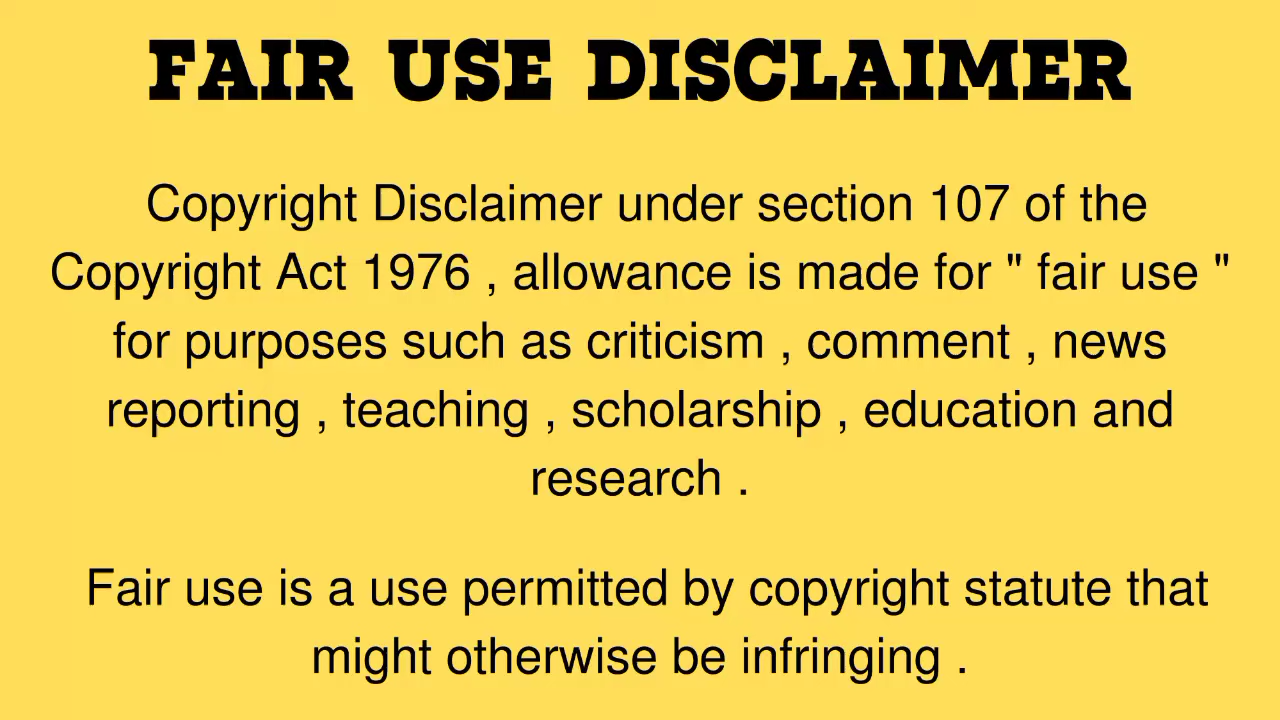 FAIR USE DISCLAIMER
Copyright Disclaimer under section 107 of the
Copyright Act 1976 , allowance is made for " fair use "
for purposes such as criticism , comment , news
reporting , teaching , scholarship , education and
research .
Fair use is a use permitted by copyright statute that
might otherwise be infringing .